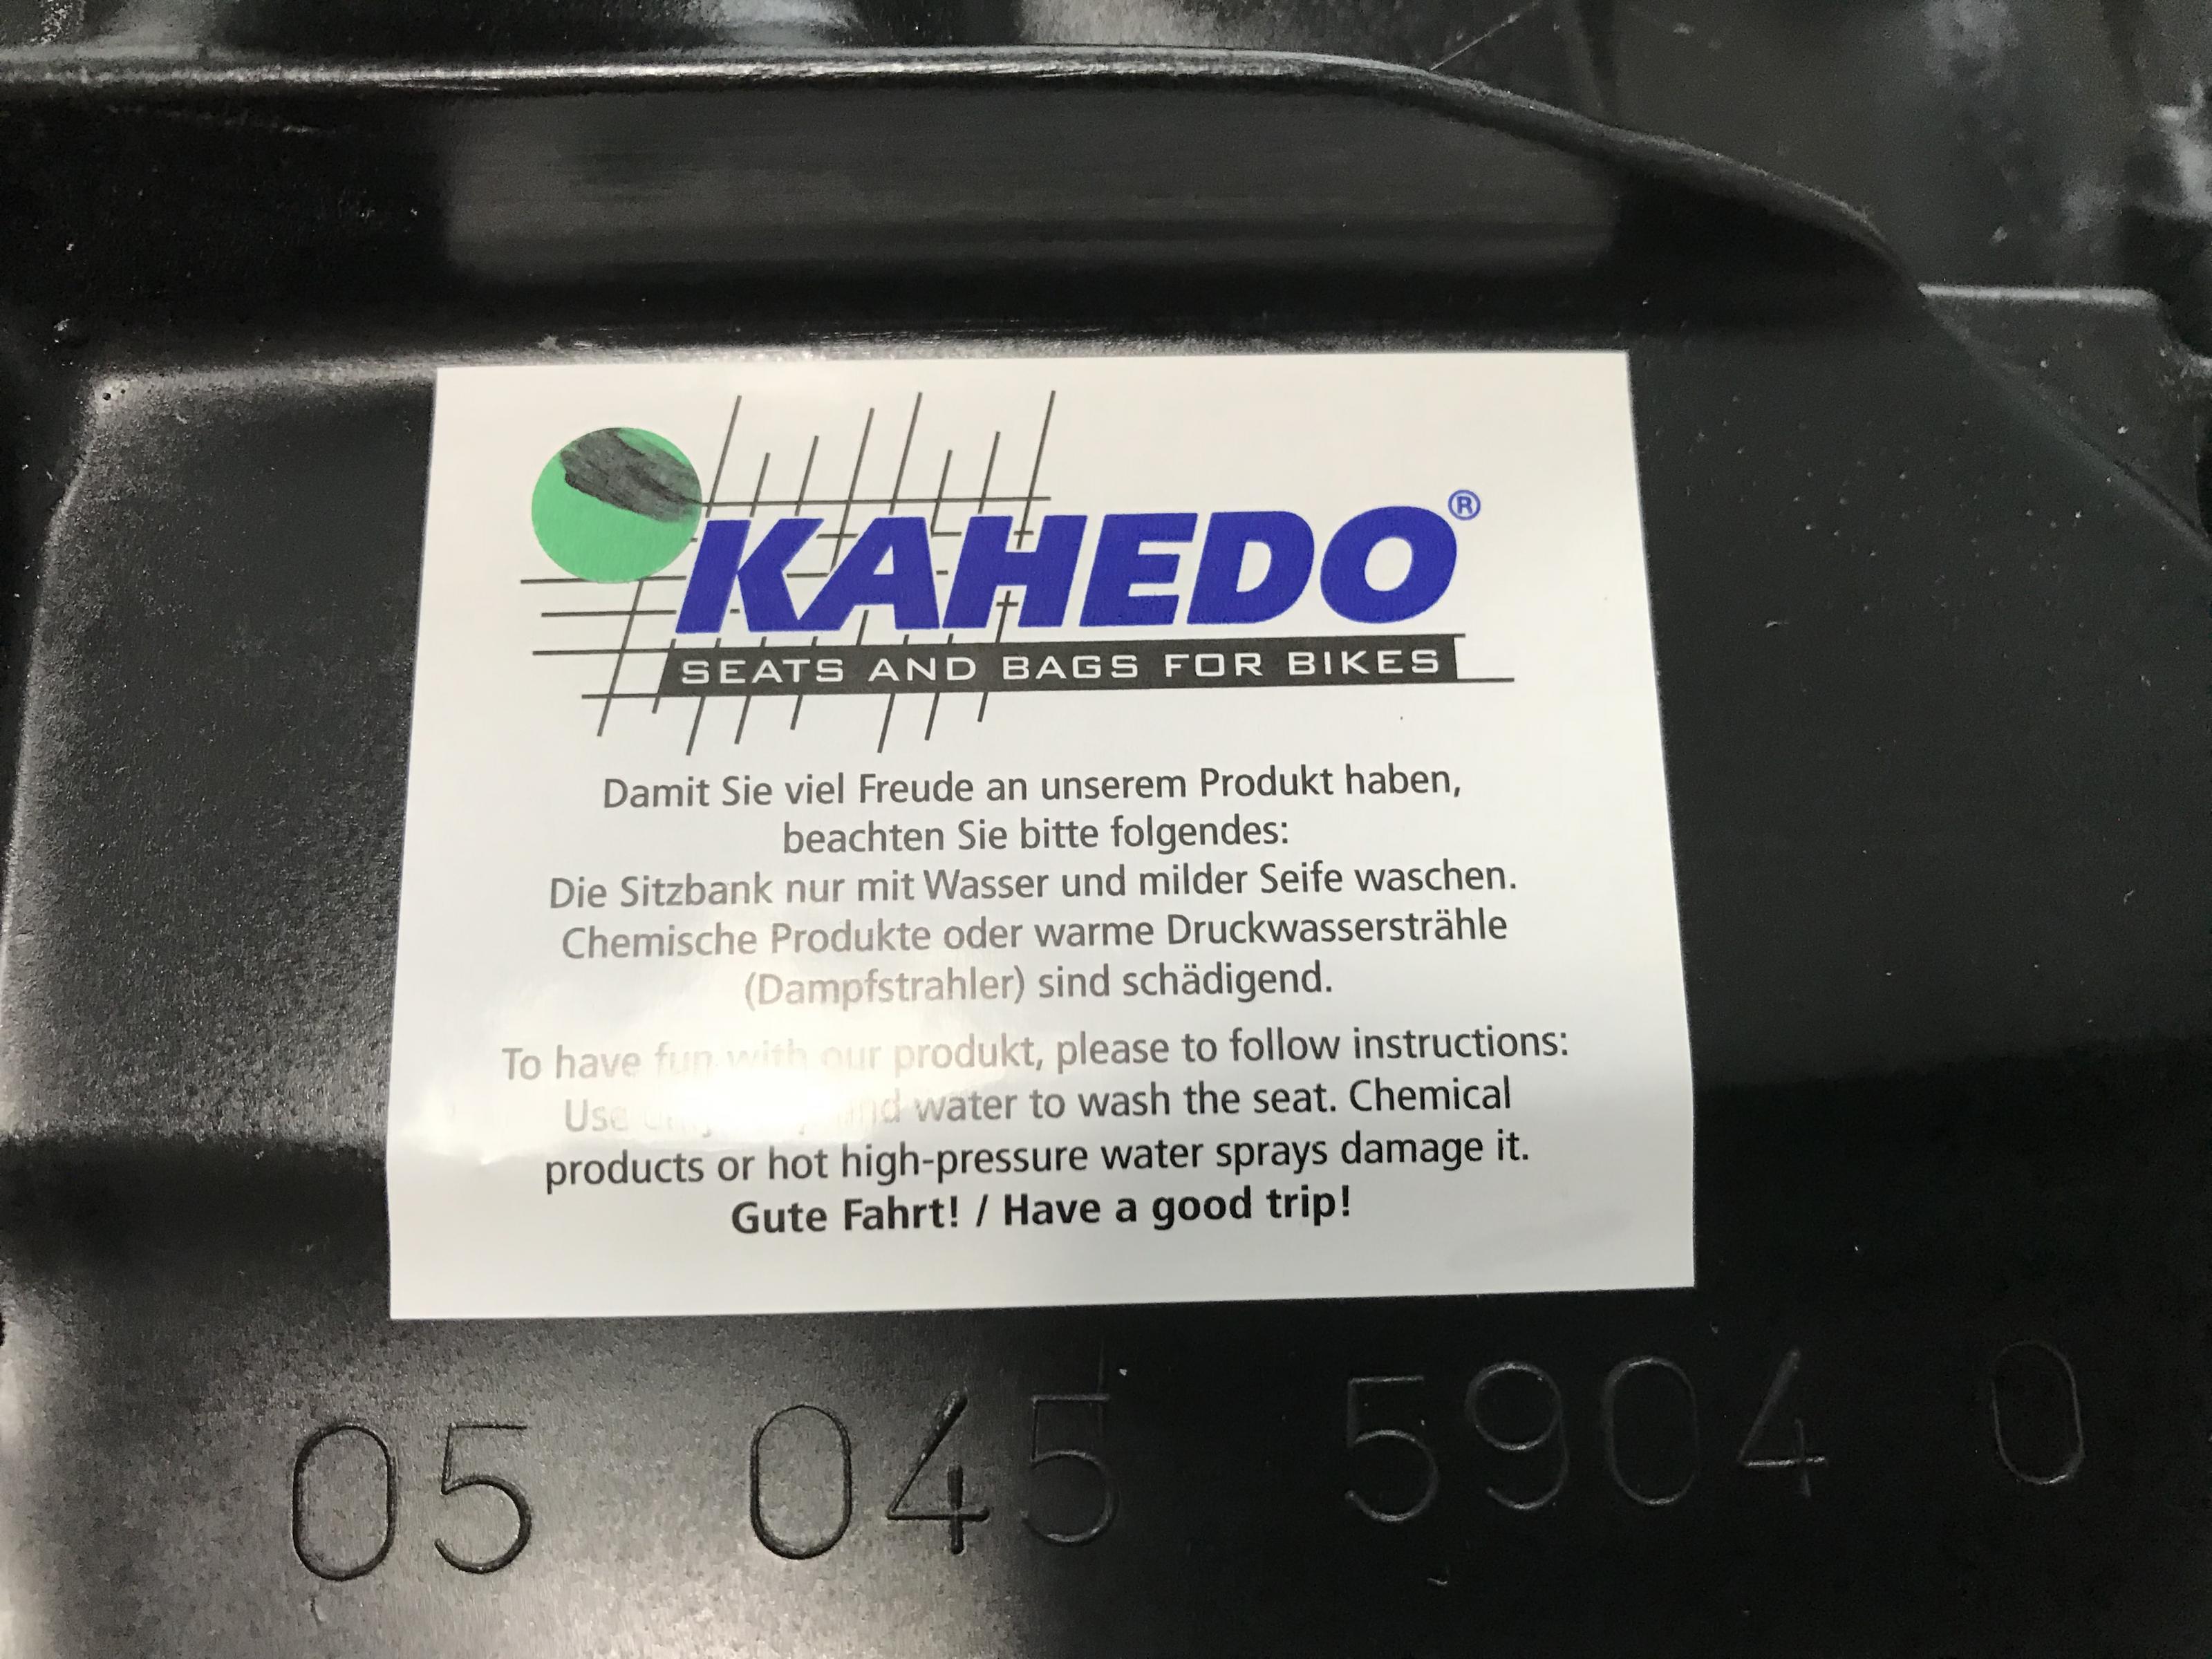 KAHEDO®
SEATS AND BAGS FOR BIKES
Damit Sie viel Freude an unserem Produkt haben,
beachten Sie bitte folgendes:
Die Sitzbank nur mit Wasser und milder Seife waschen.
Chemische Produkte oder warme Druckwassersträhle
(Dampfstrahler) sind schädigend.
To have fun with our produkt, please to follow instructions:
Use water to wash the seat. Chemical
products or hot high-pressure water sprays damage it.
Gute Fahrt! / Have a good trip!
05 045 5904 0